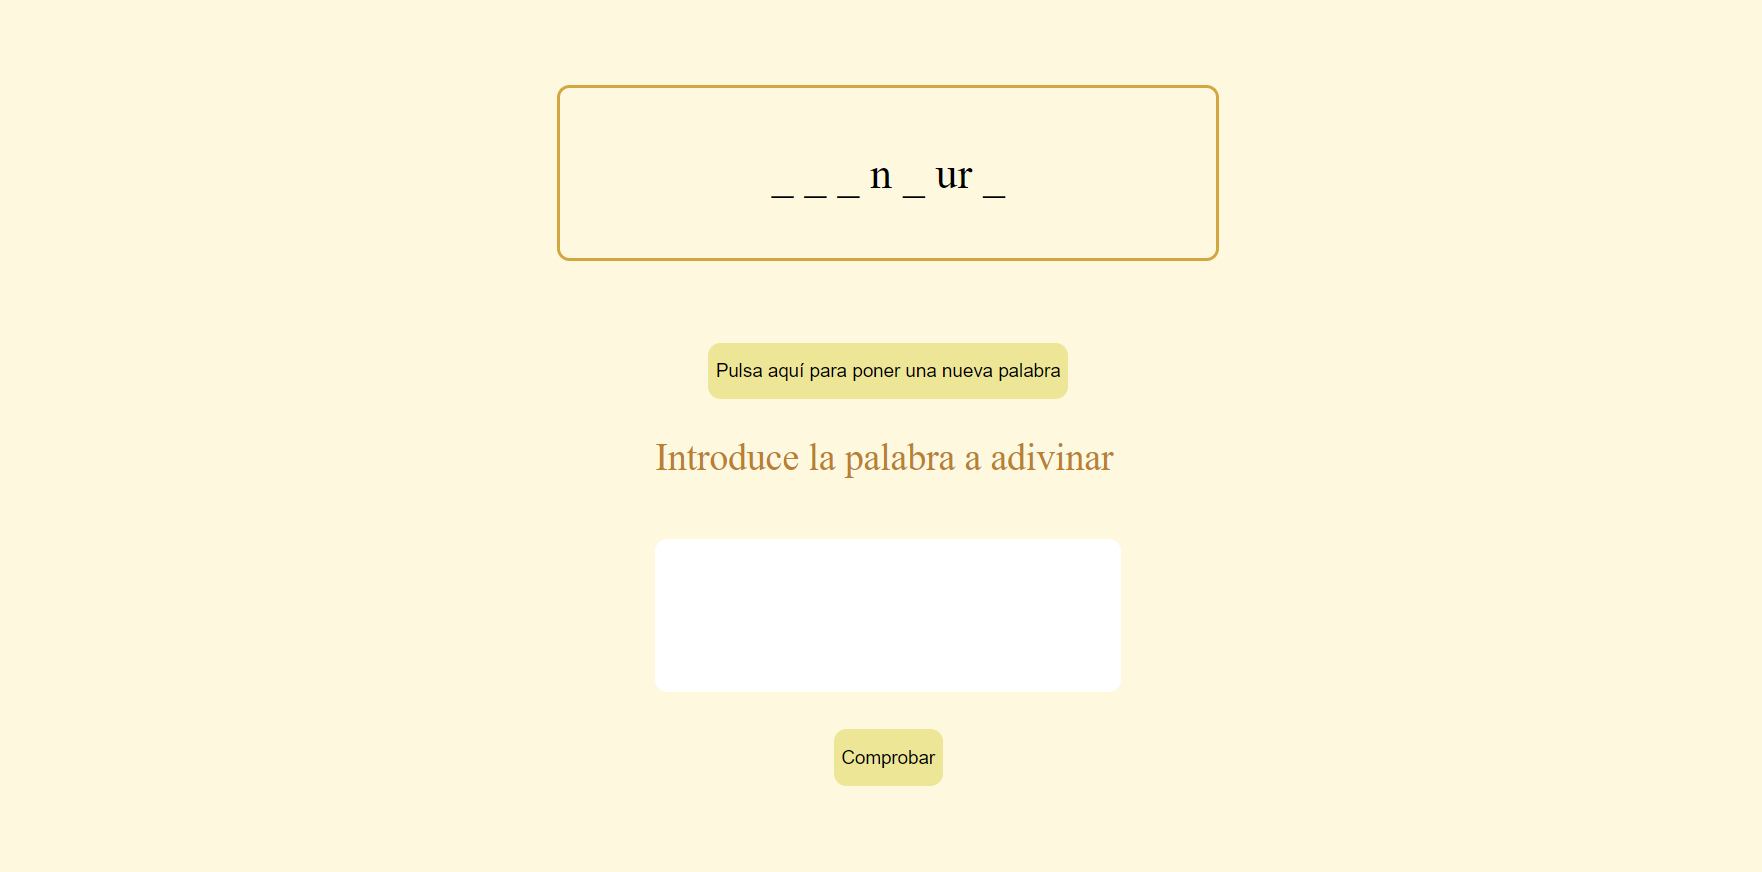 _ _ _ n _ ur _
Pulsa aquí para poner una nueva palabra
Introduce la palabra a adivinar
Comprobar